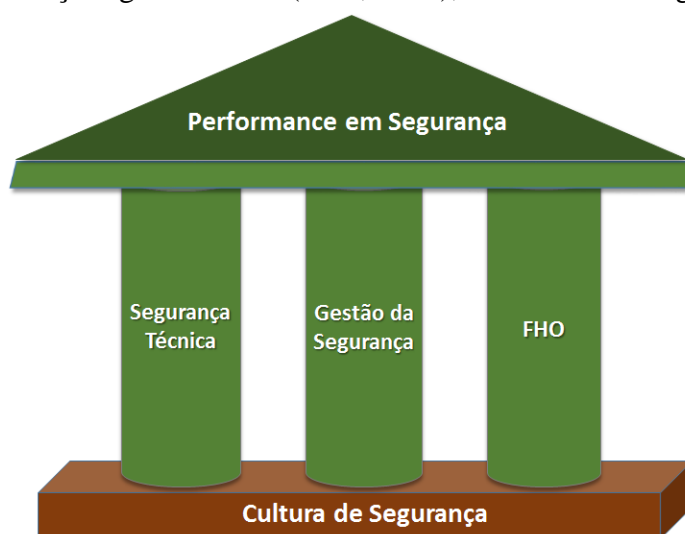 Performance em Segurança
Segurança
Técnica
Gestão da
Segurança
FHO
Cultura de Segurança